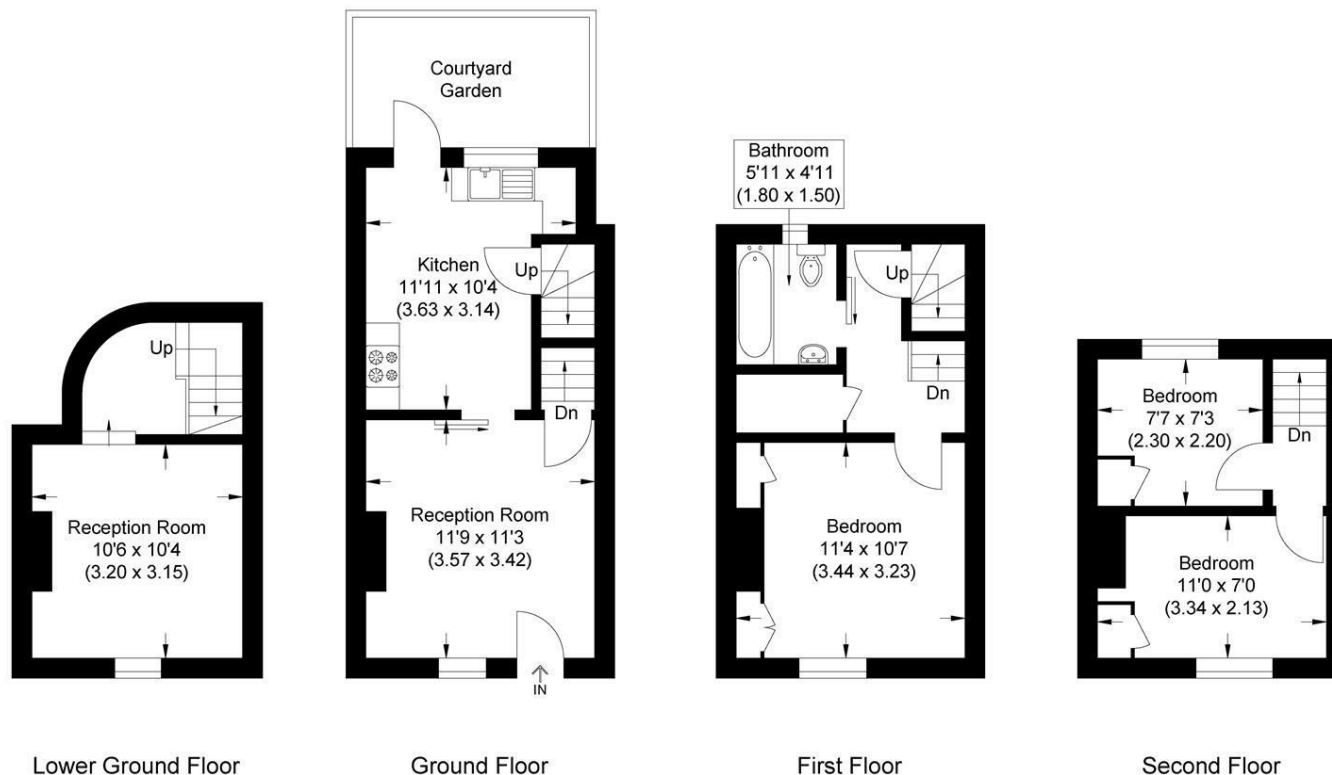 Courtyard
Garden
Kitchen
11'11 x 10'4
(3.63 x 3.14)
Up
Dn
Reception Room
11'9 x 11'3
(3.57 x 3.42)
IN
Up
Reception Room
10'6 x 10'4
(3.20 x 3.15)
Bathroom
5'11 x 4'11
(1.80 x 1.50)
Up
Dn
Bedroom
11'4 x 10'7
(3.44 x 3.23)
Bedroom
7'7 x 7'3
(2.30 x 2.20)
Dn
Bedroom
11'0 x 7'0
(3.34 x 2.13)
Lower Ground Floor
Ground Floor
First Floor
Second Floor